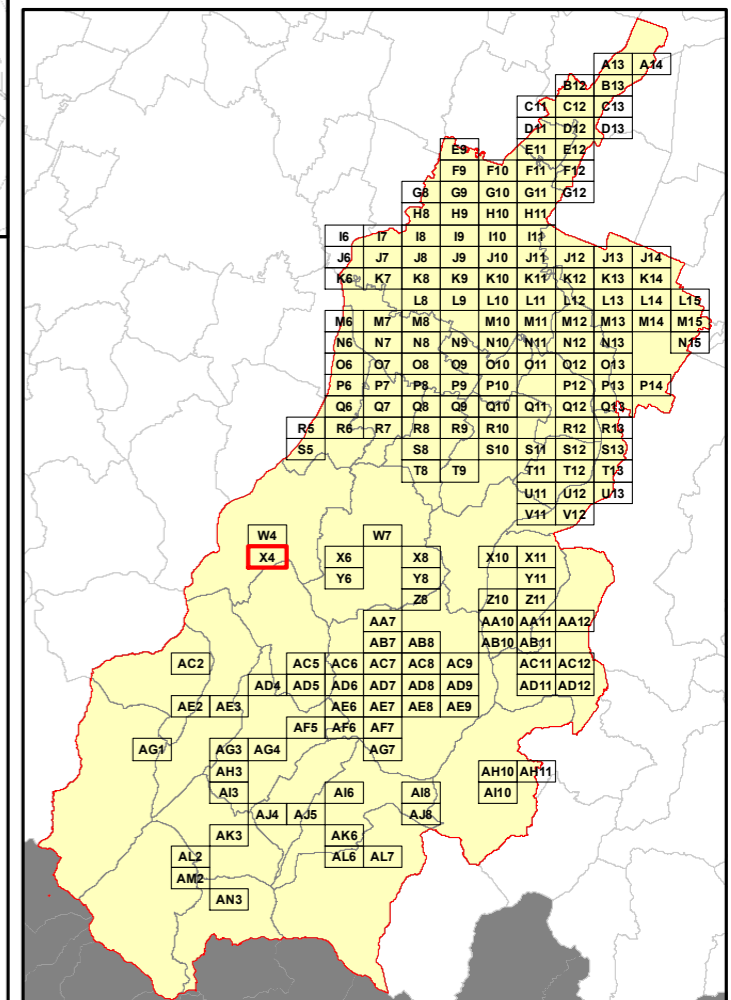 A13 A14
B12 B13
C11 C12 C13
D11 D12 D13
E9 E11 E12
F9 F10 F11 F12
G8 G9 G10 G11 G12
H8 H9 H10 H11
I6 I7 I8 I9 I10 I11
J6 J7 J8 J9 J10 J11 J12 J13 J14
K6 K7 K8 K9 K10 K11 K12 K13 K14
L8 L9 L10 L11 L12 L13 L14 L15
M6 M7 M8 M10 M11 M12 M13 M14 M15
N6 N7 N8 N9 N10 N11 N12 N13 N15
O6 O7 O8 O9 O10 O11 O12 O13
P6 P7 P8 P9 P10 P12 P13 P14
Q6 Q7 Q8 Q9 Q10 Q11 Q12 Q13
R5 R6 R7 R8 R9 R10 R12 R13
S5 S8 S10 S11 S12 S13
T8 T9 T11 T12 T13
U11 U12 U13
V11 V12
W4 W7
X4 X6 X8 X10 X11
Y6 Y8 Y11
Z8 Z10 Z11
AA7 AA10 AA11 AA12
AB7 AB8 AB10 AB11
AC2 AC5 AC6 AC7 AC8 AC9 AC11 AC12
AD4 AD5 AD6 AD7 AD8 AD9 AD11 AD12
AE2 AE3 AE6 AE7 AE8 AE9
AF5 AF6 AF7
AG1 AG3 AG4 AG7
AH3 AH10 AH11
AI3 AI6 AI8 AI10
AJ4 AJ5 AJ8
AK3 AK6
AL2 AL6 AL7
AM2
AN3